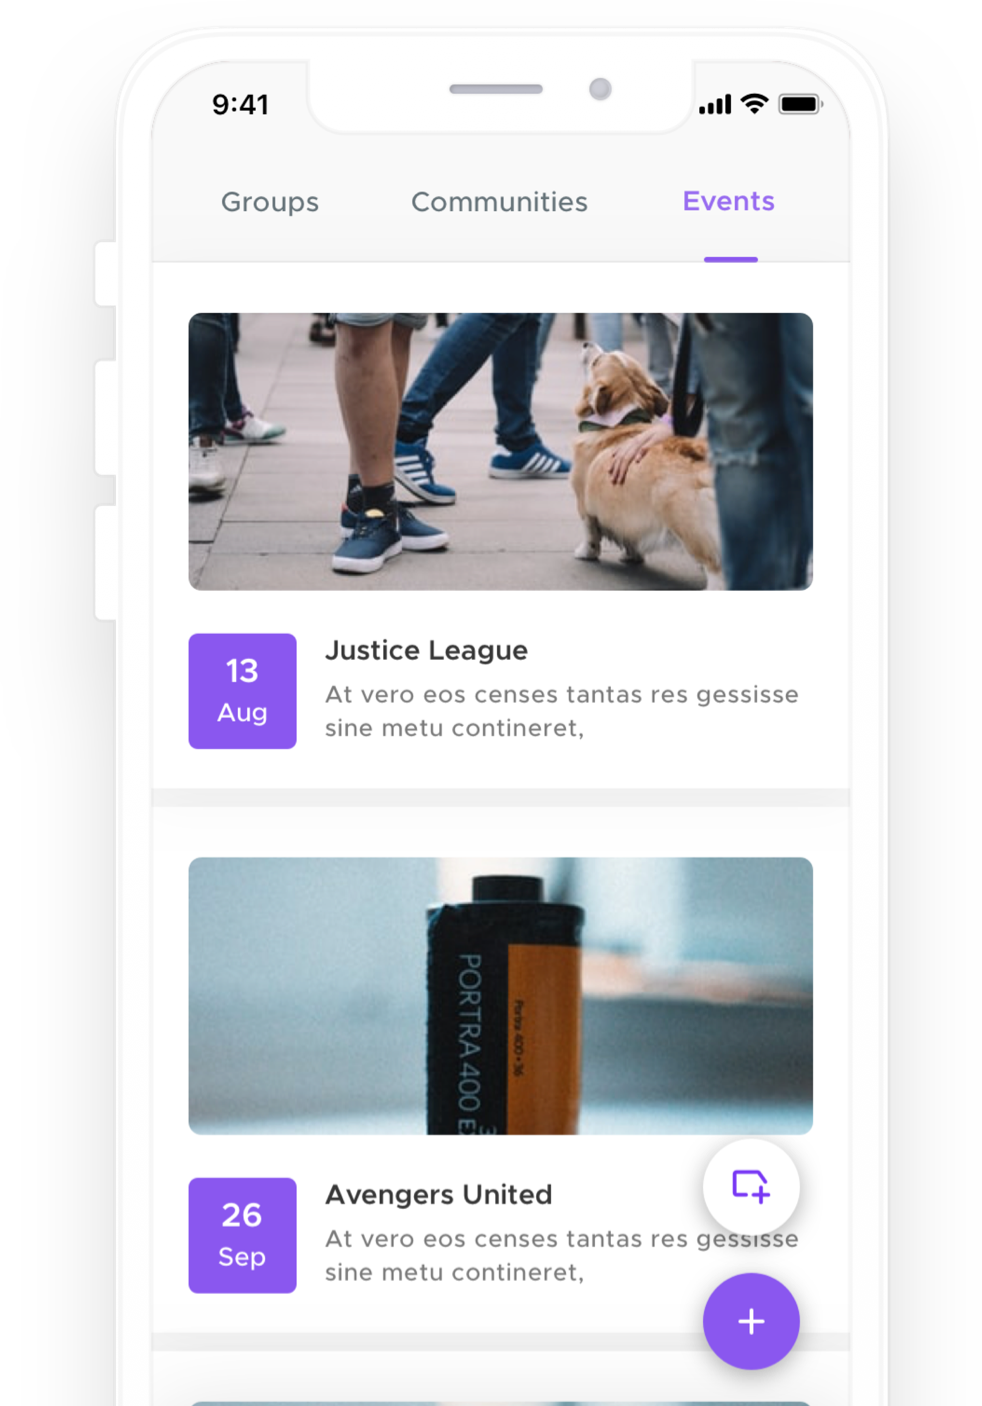 9:41
Groups
Communities
Events
13
Aug
Justice League
At vero eos censes tantas res gessisse
sine metu contineret,
PORTRA 400
Portra 400 • 36
26
Sep
Avengers United
At vero eos censes tantas res gessisse
sine metu contineret,